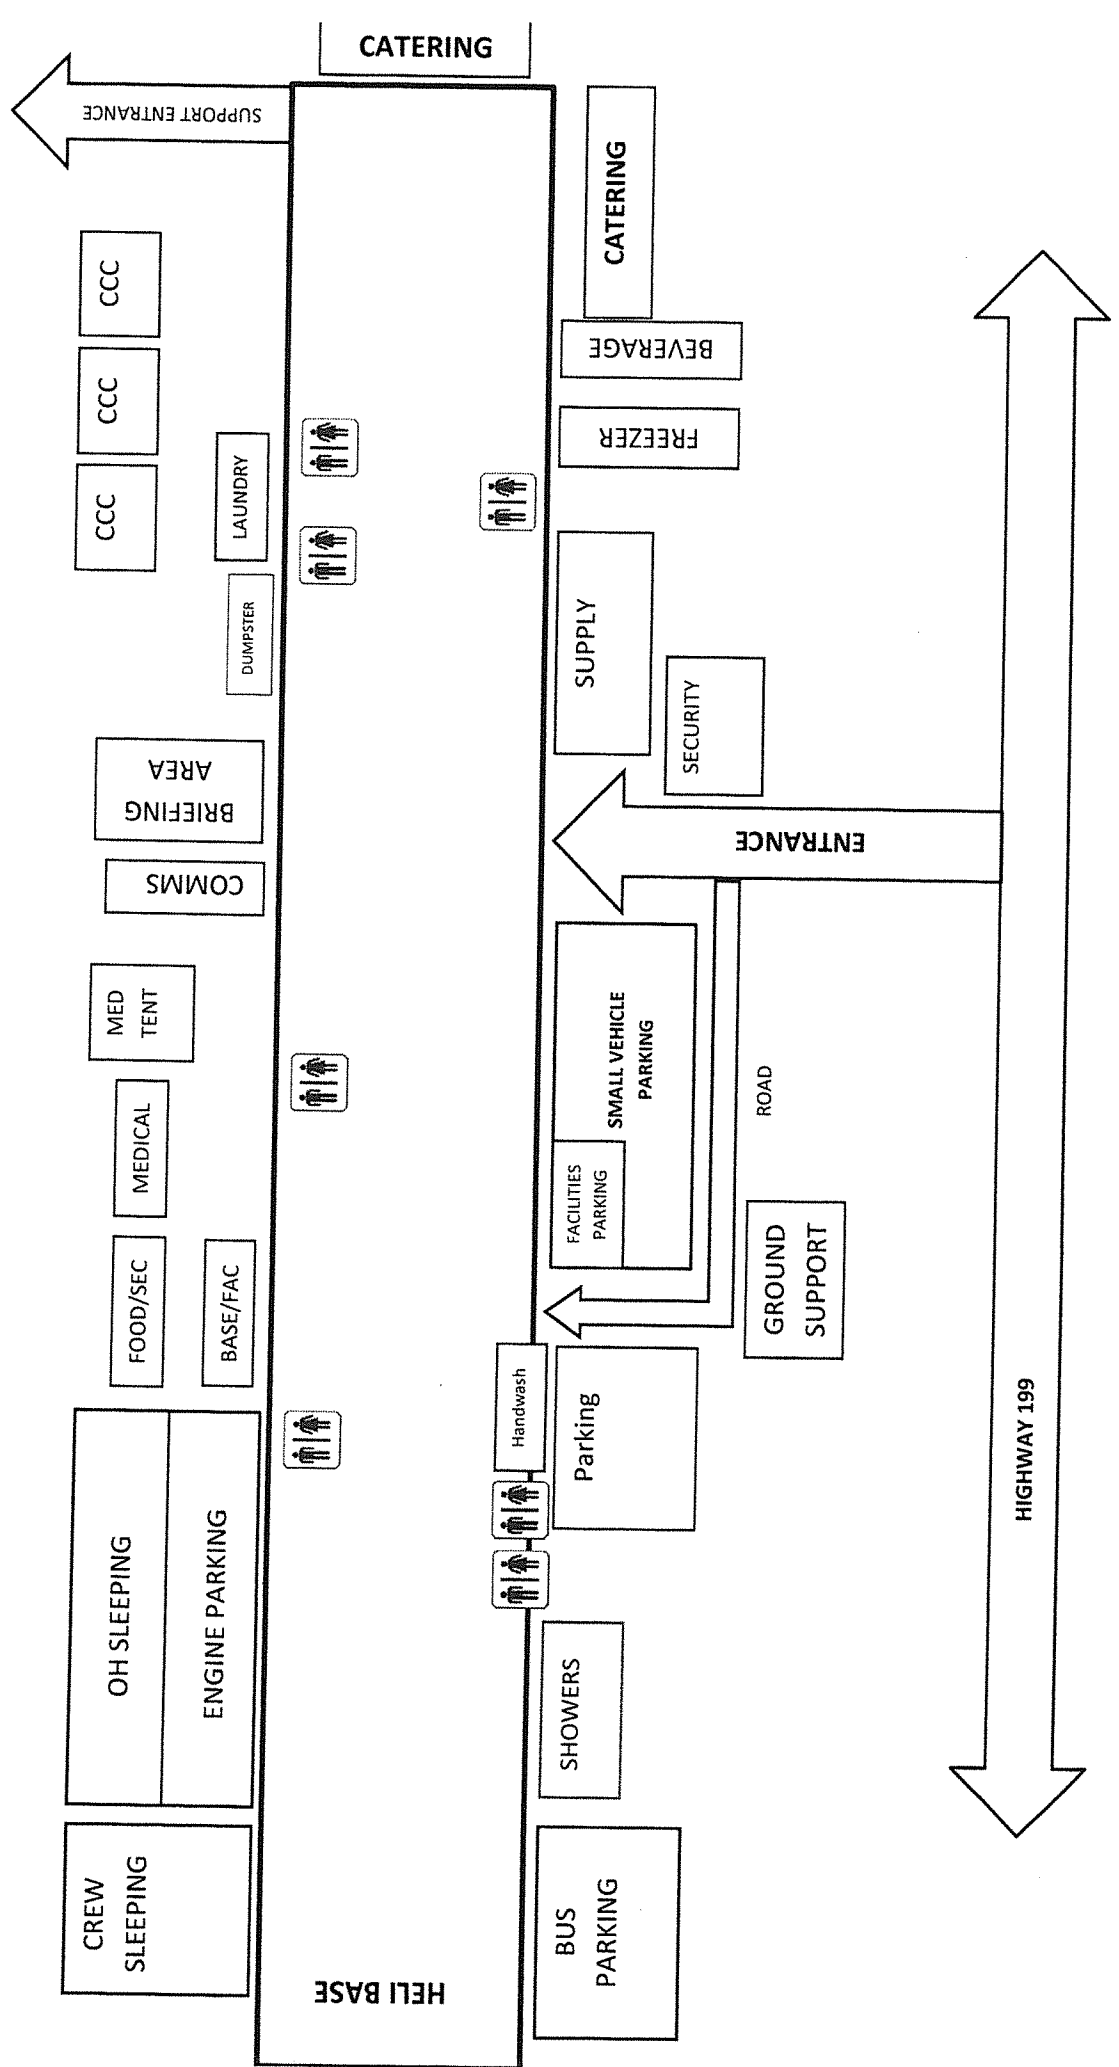 CATERING
SUPPORT ENTRANCE
CATERING
CCC
BEVERAGE
CCC
FREEZER
CCC
LAUNDRY
DUMPSTER
SUPPLY
SECURITY
BRIEFING
AREA
ENTRANCE
COMMS
MED
TENT
SMALL VEHICLE
PARKING
ROAD
MEDICAL
FACILITIES
PARKING
FOOD/SEC
BASE/FAC
GROUND
SUPPORT
Handwash
Parking
HIGHWAY 199
OH SLEEPING
ENGINE PARKING
SHOWERS
CREW
SLEEPING
BUS
PARKING
HELI BASE